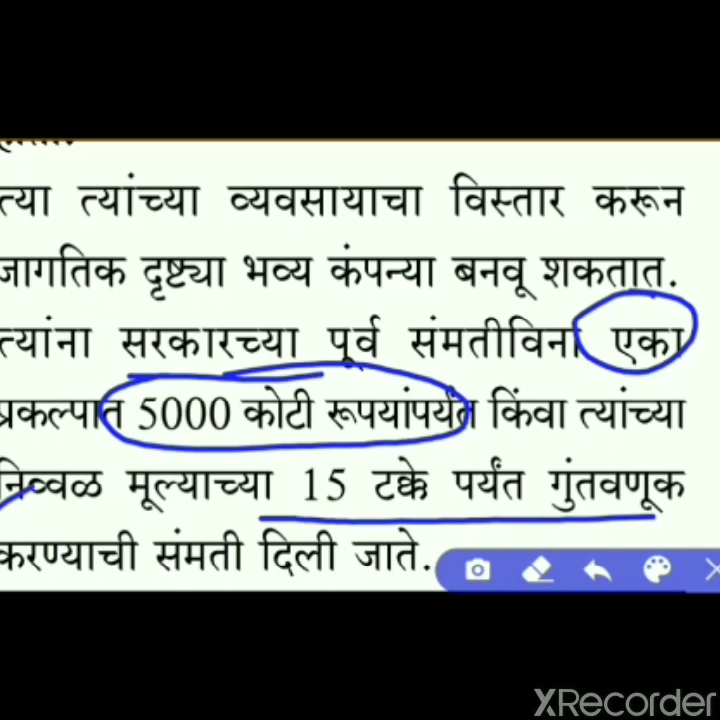 त्या त्यांच्या व्यवसायाचा विस्तार करून
जागतिक दृष्ट्या भव्य कंपन्या बनवू शकतात.
त्यांना सरकारच्या पूर्व संमतीविना एका
प्रकल्पात 5000 कोटी रूपयांपर्यंत किंवा त्यांच्या
निव्वळ मूल्याच्या 15 टक्के पर्यंत गुंतवणूक
करण्याची संमती दिली जाते.
XRecorder